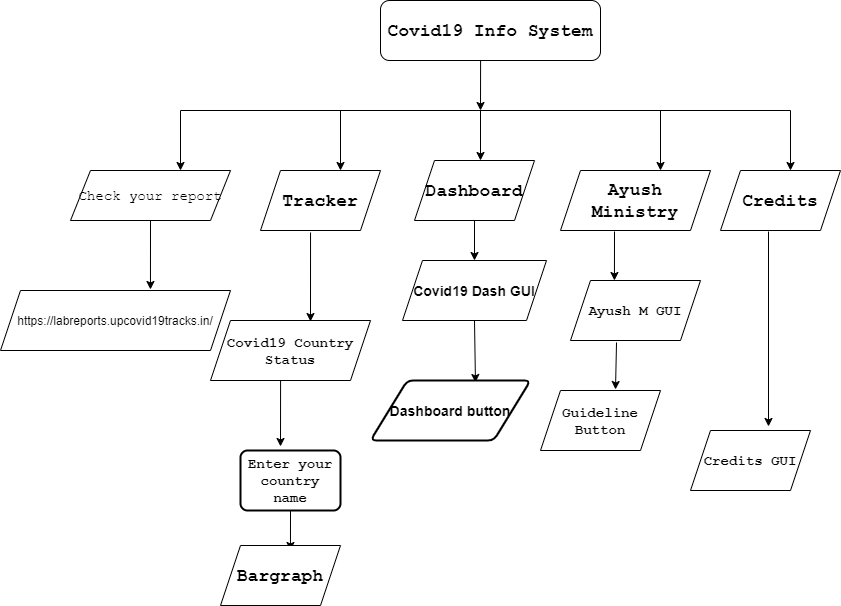 Covid19 Info System
Check your report
Tracker
Dashboard
Ayush
Ministry
Credits
https://labreports.upcovid19tracks.in/
Covid19 Country
Status
Covid19 Dash GUI
Ayush M GUI
Dashboard button
Guideline
Button
Credits GUI
Enter your
country
name
Bargraph